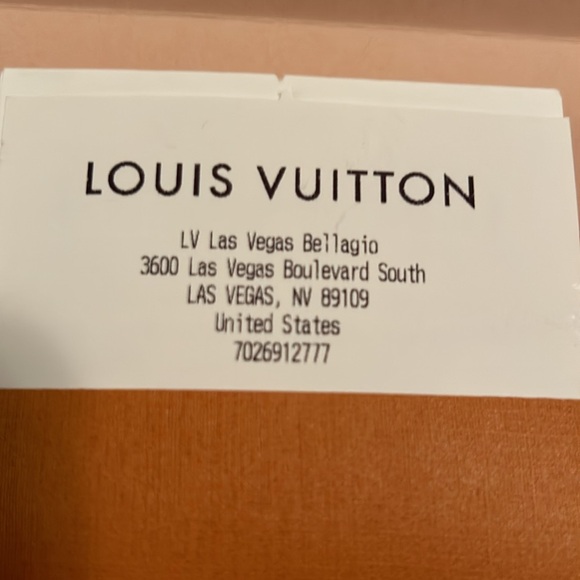 LOUIS VUITTON
LV Las Vegas Bellagio
3600 Las Vegas Boulevard South
LAS VEGAS, NV 89109
United States
7026912777